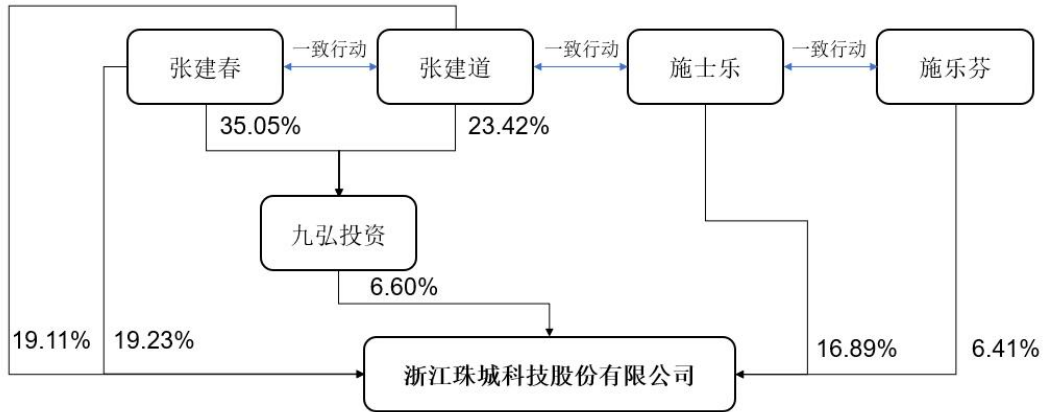 一致行动
一致行动
一致行动
张建春
张建道
施士乐
施乐芬
35.05%
23.42%
九弘投资
6.60%
19.11%
19.23%
16.89%
6.41%
浙江珠城科技股份有限公司